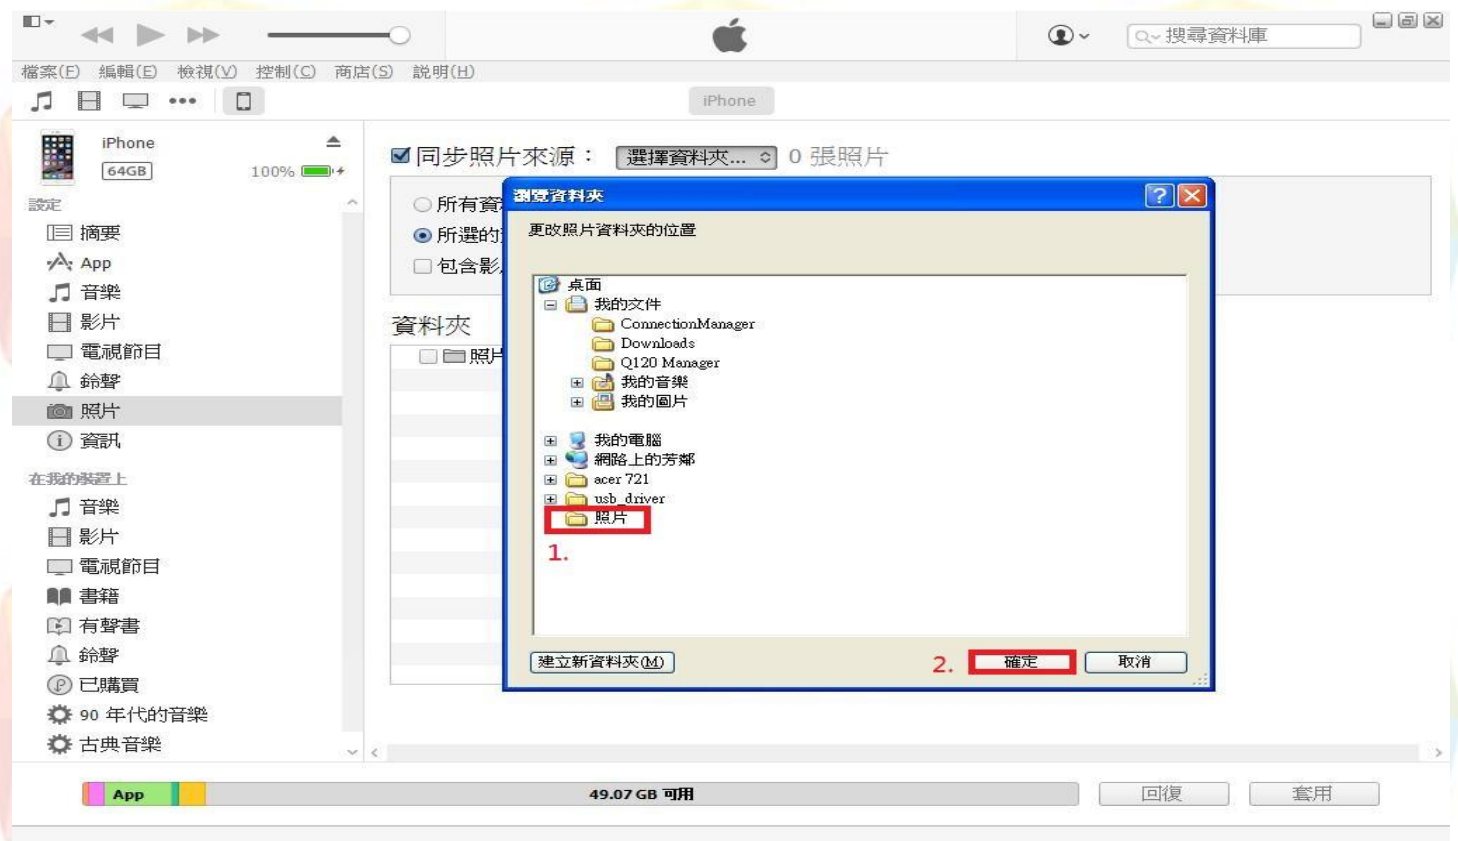 搜尋資料庫
檔案(F) 編輯(E) 檢視(V) 控制(C) 商店(S) 說明(H)
iPhone
iPhone
64GB
100%
設定
摘要
App
音樂
影片
電視節目
鈴聲
照片
資訊
在我的裝置上
音樂
影片
電視節目
書籍
有聲書
鈴聲
已購買
90 年代的音樂
古典音樂
同步照片來源： 選擇資料夾... 0 張照片
所有資
所選的
包含影
資料夾
照片
瀏覽資料夾
更改照片資料夾的位置
桌面
我的文件
ConnectionManager
Downloads
Q120 Manager
我的音樂
我的圖片
我的電腦
網路上的芳鄰
acer 721
usb_driver
照片
1.
建立新資料夾(M)
2.
確定
取消
App
49.07 GB 可用
回復
套用